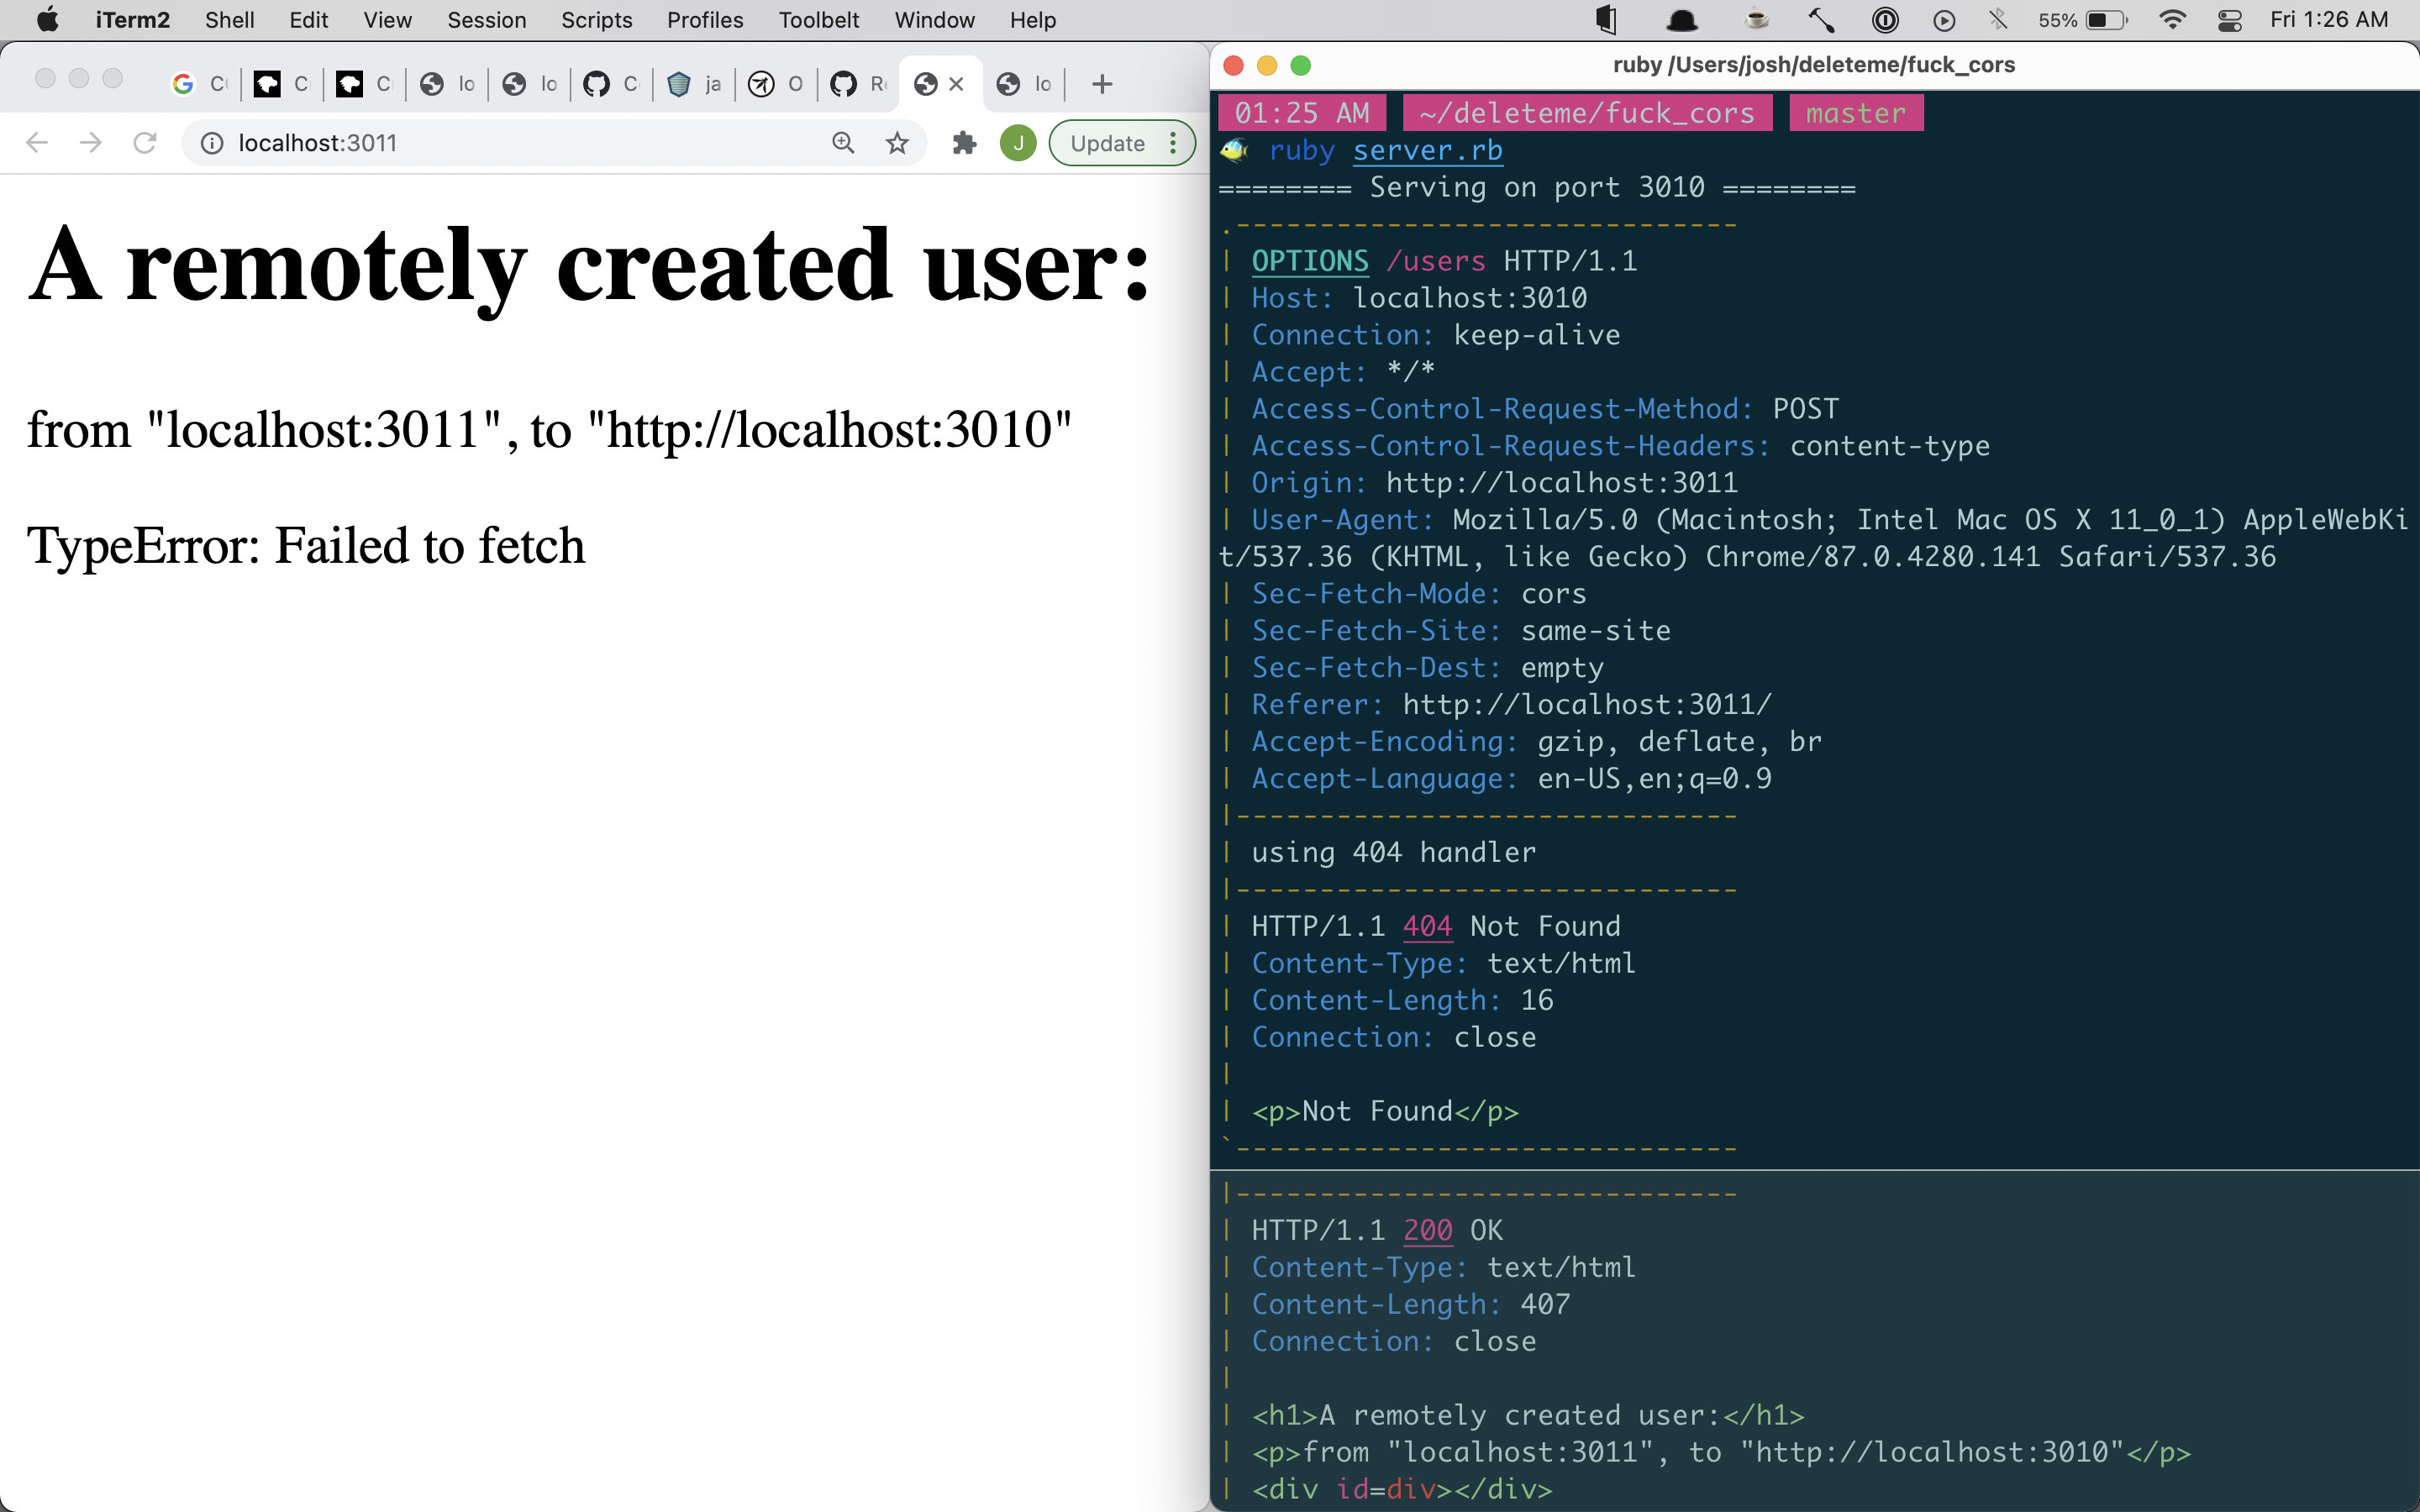 iTerm2 Shell Edit View Session Scripts Profiles Toolbelt Window Help 55% Fri 1:26 AM
C C C lo lo C ja O R lo
localhost:3011 J Update
A remotely created user:
from "localhost:3011", to "http://localhost:3010"
TypeError: Failed to fetch
ruby /Users/josh/deleteme/fuck_cors
01:25 AM ~/deleteme/fuck_cors master
ruby server.rb
======== Serving on port 3010 ========
.------------------------------
| OPTIONS /users HTTP/1.1
| Host: localhost:3010
| Connection: keep-alive
| Accept: */*
| Access-Control-Request-Method: POST
| Access-Control-Request-Headers: content-type
| Origin: http://localhost:3011
| User-Agent: Mozilla/5.0 (Macintosh; Intel Mac OS X 11_0_1) AppleWebKi
t/537.36 (KHTML, like Gecko) Chrome/87.0.4280.141 Safari/537.36
| Sec-Fetch-Mode: cors
| Sec-Fetch-Site: same-site
| Sec-Fetch-Dest: empty
| Referer: http://localhost:3011/
| Accept-Encoding: gzip, deflate, br
| Accept-Language: en-US,en;q=0.9
|------------------------------
| using 404 handler
|------------------------------
| HTTP/1.1 404 Not Found
| Content-Type: text/html
| Content-Length: 16
| Connection: close
|
| <p>Not Found</p>
`------------------------------
|------------------------------
| HTTP/1.1 200 OK
| Content-Type: text/html
| Content-Length: 407
| Connection: close
|
| <h1>A remotely created user:</h1>
| <p>from "localhost:3011", to "http://localhost:3010"</p>
| <div id=div></div>